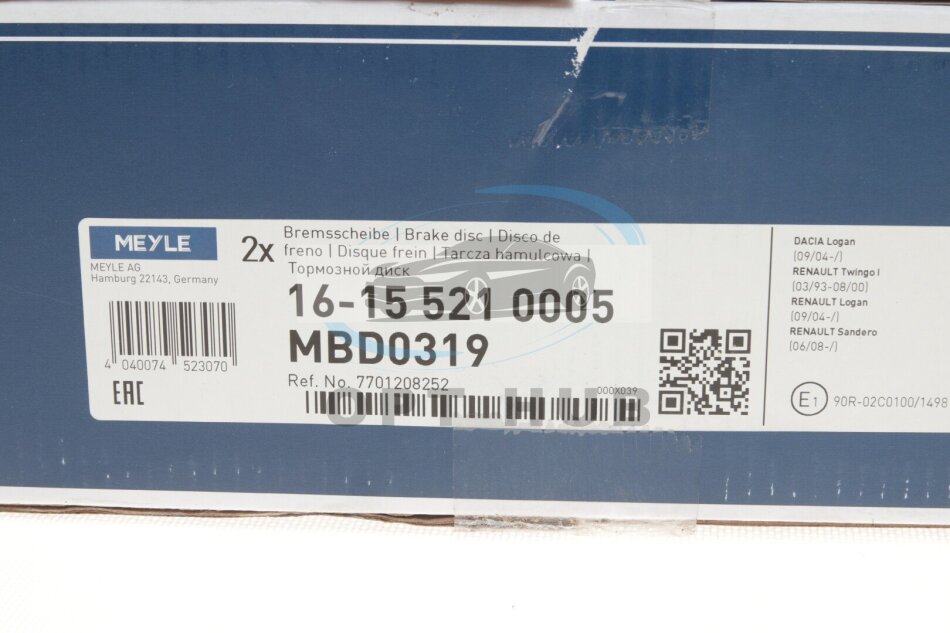 MEYLE
MEYLE AG
Hamburg 22143, Germany
4 040074 523070
EAC
2x
Bremsscheibe | Brake disc | Disco de
freno | Disque frein | Tarcza hamulcowa |
Тормозной диск
16-15 521 0005
MBD0319
Ref. No. 7701208252
000X039
OPT HUB
DACIA Logan
(09/04-/)
RENAULT Twingo I
(03/93-08/00)
RENAULT Logan
(09/04-/)
RENAULT Sandero
(06/08-/)
E1 90R-02C0100/1498